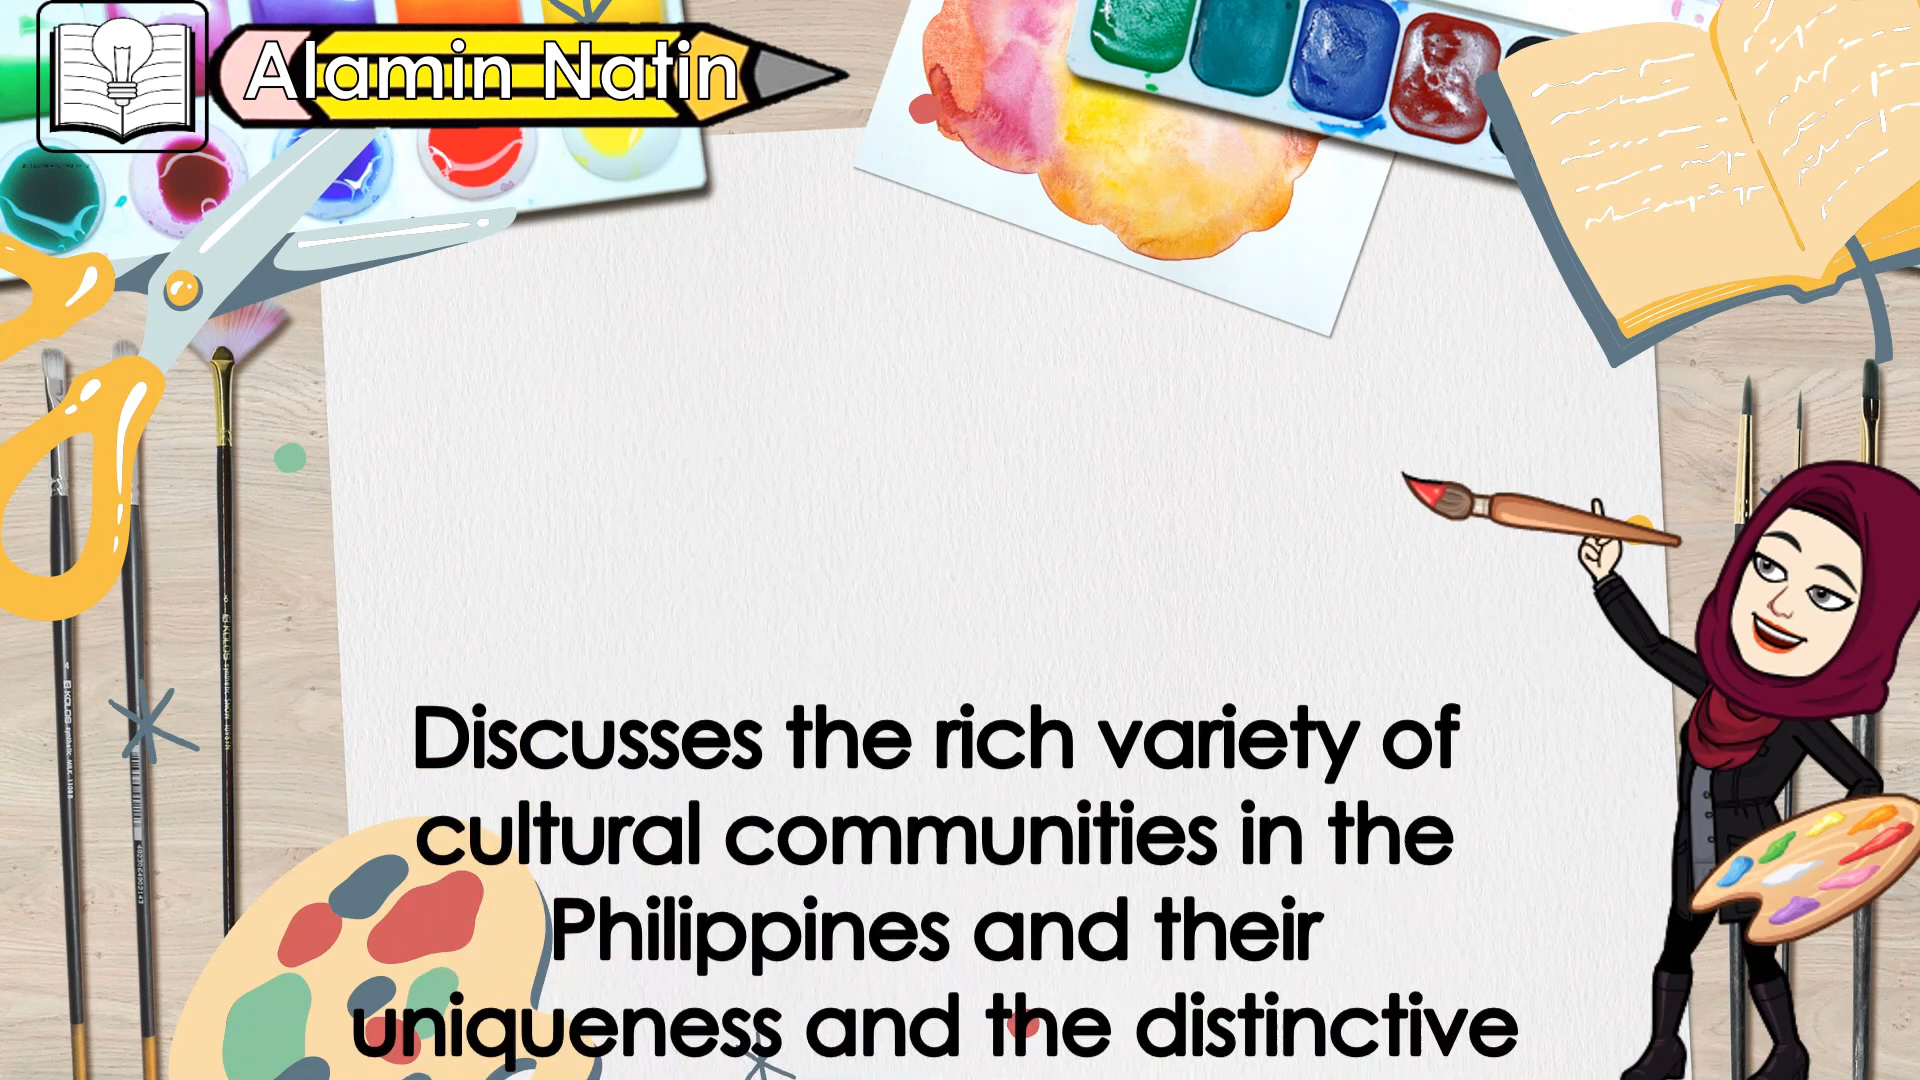 Alamin Natin
Discusses the rich variety of
cultural communities in the
Philippines and their
uniqueness and the distinctive